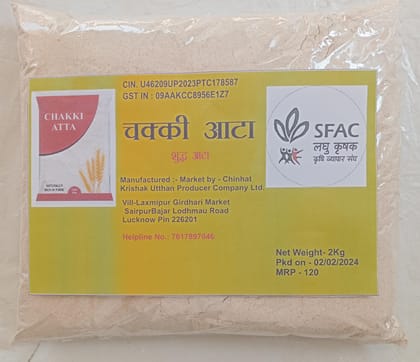 CIN. U46209UP2023PTC178587
GST IN : 09AAKCC8956E1Z7
CHAKKI
ATTA
चक्की आटा
शुद्ध आटा
SFAC
लघु कृषक
कृषि व्यापार संघ
Manufactured :- Market by - Chinhat
Krishak Utthan Producer Company Ltd.
Vill-Laxmipur Girdhari Market
SairpurBajar Lodhmau Road
Lucknow Pin 226201
Helpline No.: 7617897046
Net Weight- 2Kg
Pkd on - 02/02/2024
MRP - 120